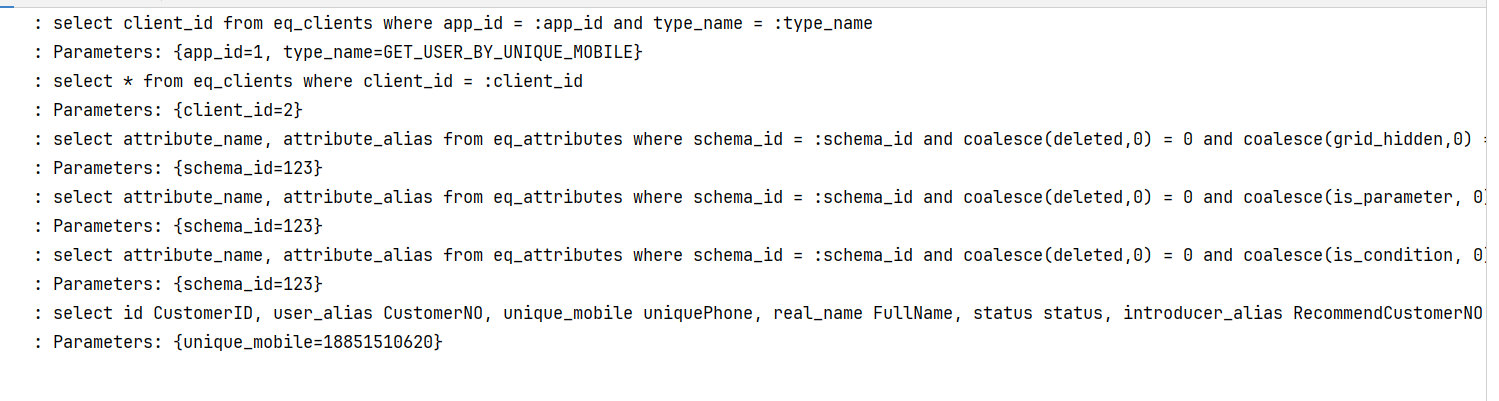 : select client_id from eq_clients where app_id = :app_id and type_name = :type_name
: Parameters: {app_id=1, type_name=GET_USER_BY_UNIQUE_MOBILE}
: select * from eq_clients where client_id = :client_id
: Parameters: {client_id=2}
: select attribute_name, attribute_alias from eq_attributes where schema_id = :schema_id and coalesce(deleted,0) = 0 and coalesce(grid_hidden,0) =
: Parameters: {schema_id=123}
: select attribute_name, attribute_alias from eq_attributes where schema_id = :schema_id and coalesce(deleted,0) = 0 and coalesce(is_parameter, 0)
: Parameters: {schema_id=123}
: select attribute_name, attribute_alias from eq_attributes where schema_id = :schema_id and coalesce(deleted,0) = 0 and coalesce(is_condition, 0)
: Parameters: {schema_id=123}
: select id CustomerID, user_alias CustomerNO, unique_mobile uniquePhone, real_name FullName, status status, introducer_alias RecommendCustomerNO
: Parameters: {unique_mobile=18851510620}